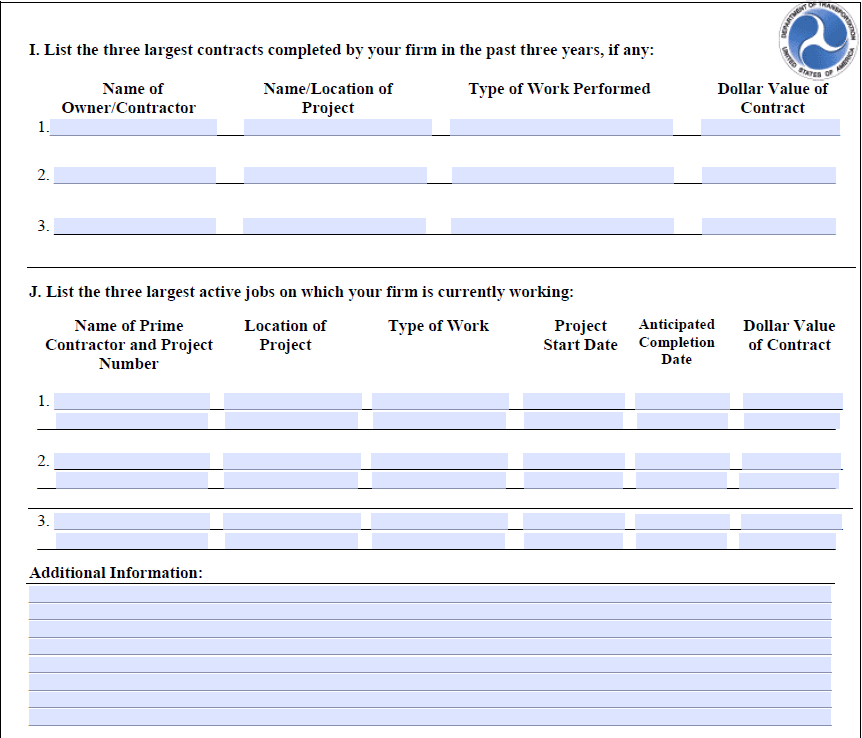 DEPARTMENT OF TRANSPORTATION
UNITED STATES OF AMERICA
I. List the three largest contracts completed by your firm in the past three years, if any:
Name of Owner/Contractor
Name/Location of Project
Type of Work Performed
Dollar Value of Contract
1.
2.
3.
J. List the three largest active jobs on which your firm is currently working:
Name of Prime Contractor and Project Number
Location of Project
Type of Work
Project Start Date
Anticipated Completion Date
Dollar Value of Contract
1.
2.
3.
Additional Information: